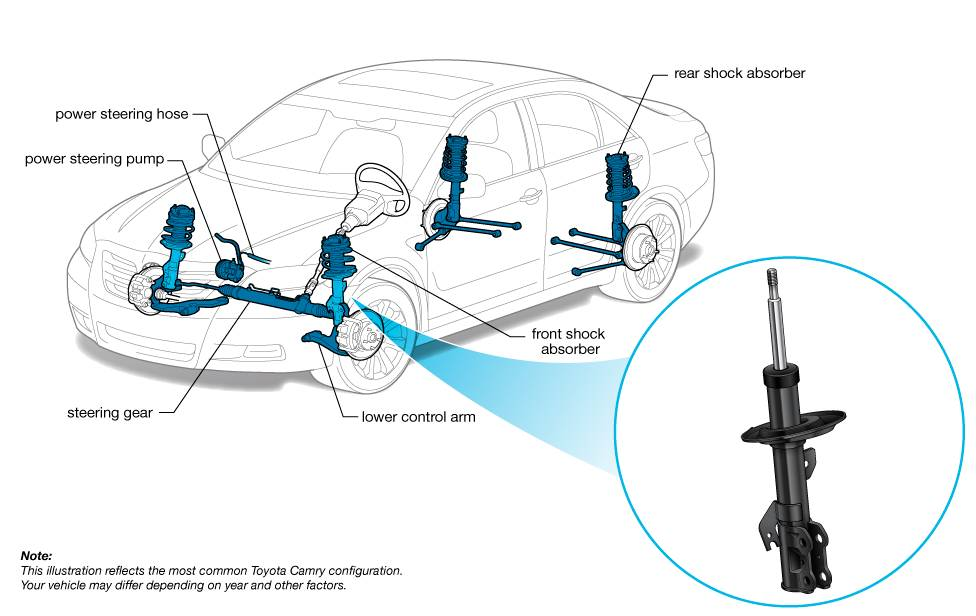 rear shock absorber
power steering hose
power steering pump
front shock
absorber
steering gear
lower control arm
Note:
This illustration reflects the most common Toyota Camry configuration.
Your vehicle may differ depending on year and other factors.